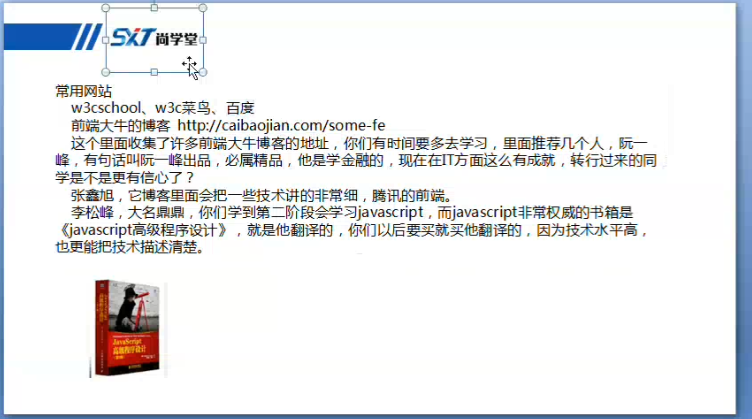 SXT尚学堂
常用网站
w3cschool、w3c菜鸟、百度
前端大牛的博客 http://caibaojian.com/some-fe
这个里面收集了许多前端大牛博客的地址，你们有时间要多去学习，里面推荐几个人，阮一
峰，有句话叫阮一峰出品，必属精品，他是学金融的，现在在IT方面这么有成就，转行过来的同
学是不是更有信心了？
张鑫旭，它博客里面会把一些技术讲的非常细，腾讯的前端。
李松峰，大名鼎鼎，你们学到第二阶段会学习javascript，而javascript非常权威的书箱是
《javascript高级程序设计》，就是他翻译的，你们以后要买就买他翻译的，因为技术水平高，
也更能把技术描述清楚。
JavaScript
高级程序设计